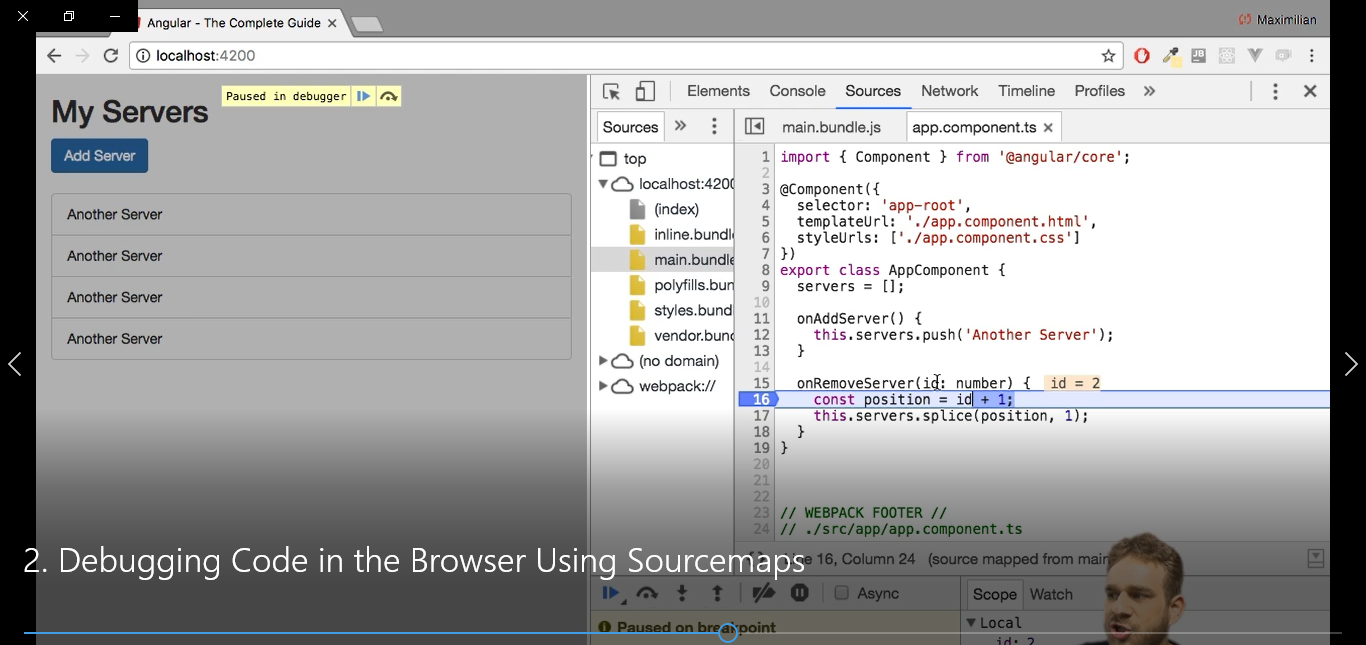 Angular - The Complete Guide
Maximilian
localhost:4200
My Servers
Paused in debugger
Add Server
Another Server
Another Server
Another Server
Another Server
Elements Console Sources Network Timeline Profiles
Sources
main.bundle.js app.component.ts
top
localhost:4200
(index)
inline.bundl
main.bundle
polyfills.bun
styles.bund
vendor.bund
(no domain)
webpack://
1 import { Component } from '@angular/core';
2
3 @Component({
4 selector: 'app-root',
5 templateUrl: './app.component.html',
6 styleUrls: ['./app.component.css']
7 })
8 export class AppComponent {
9 servers = [];
10
11 onAddServer() {
12 this.servers.push('Another Server');
13 }
14
15 onRemoveServer(id: number) { id = 2
16 const position = id + 1;
17 this.servers.splice(position, 1);
18 }
19 }
20
21
22
23 // WEBPACK FOOTER //
24 // ./src/app/app.component.ts
2. Debugging Code in the Browser Using Sourcemaps
Line 16, Column 24 (source mapped from main
Async
Scope Watch
Paused on breakpoint
Local
id: 2